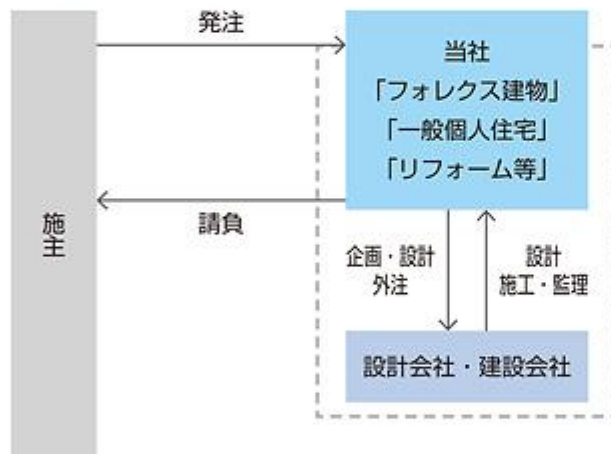 発注
当社
「フォレクス建物」
「一般個人住宅」
「リフォーム等」
施主
請負
企画・設計
外注
設計
施工・監理
設計会社・建設会社